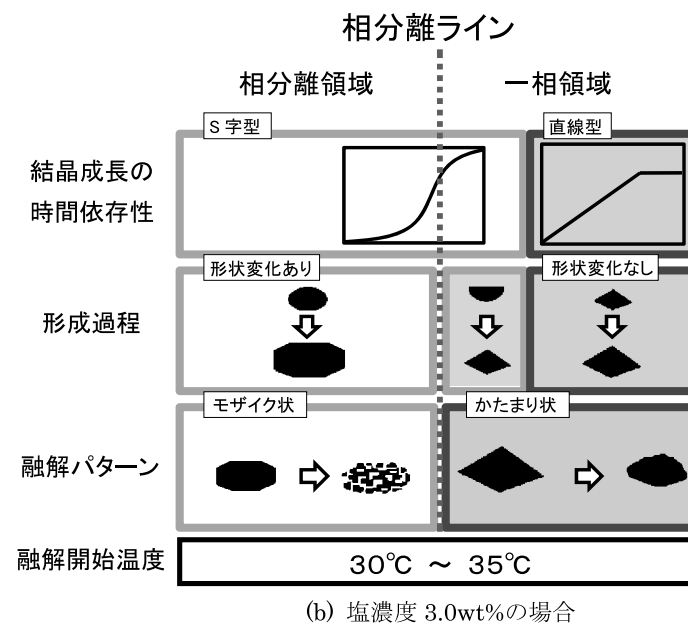 相分離ライン
相分離領域
一相領域
S字型
直線型
結晶成長の
時間依存性
形状変化あり
形状変化なし
形成過程
モザイク状
かたまり状
融解パターン
融解開始温度
30℃ ～ 35℃
(b) 塩濃度 3.0wt%の場合